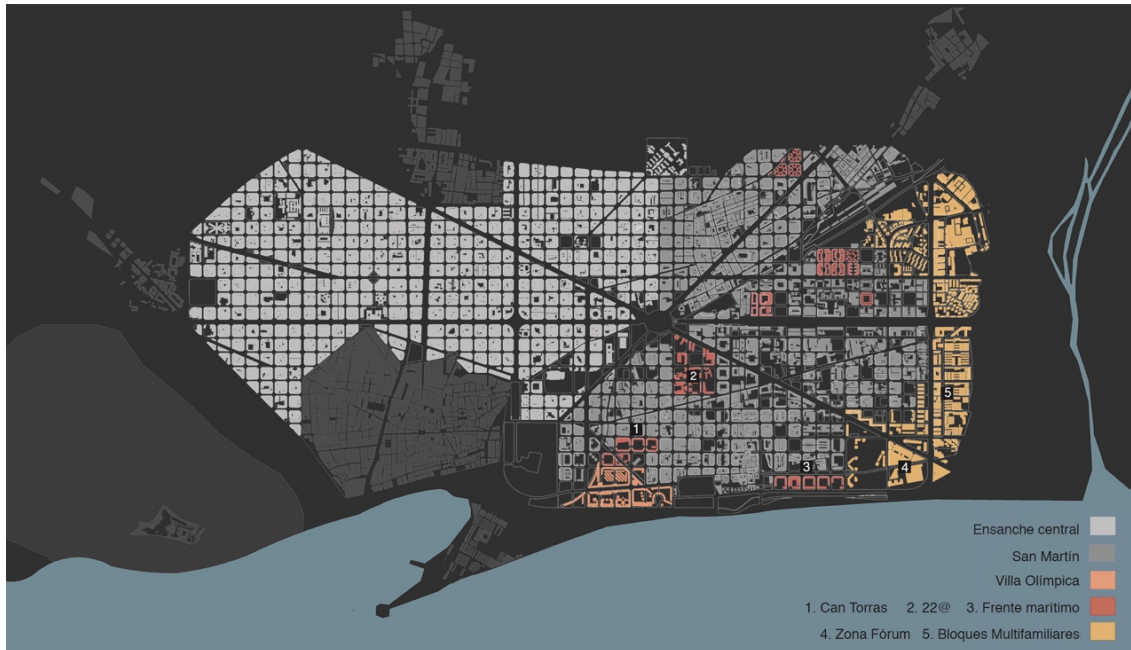 1
2
3
4
5
Ensanche central
San Martín
Villa Olímpica
1. Can Torras 2. 22@ 3. Frente marítimo
4. Zona Fórum 5. Bloques Multifamiliares